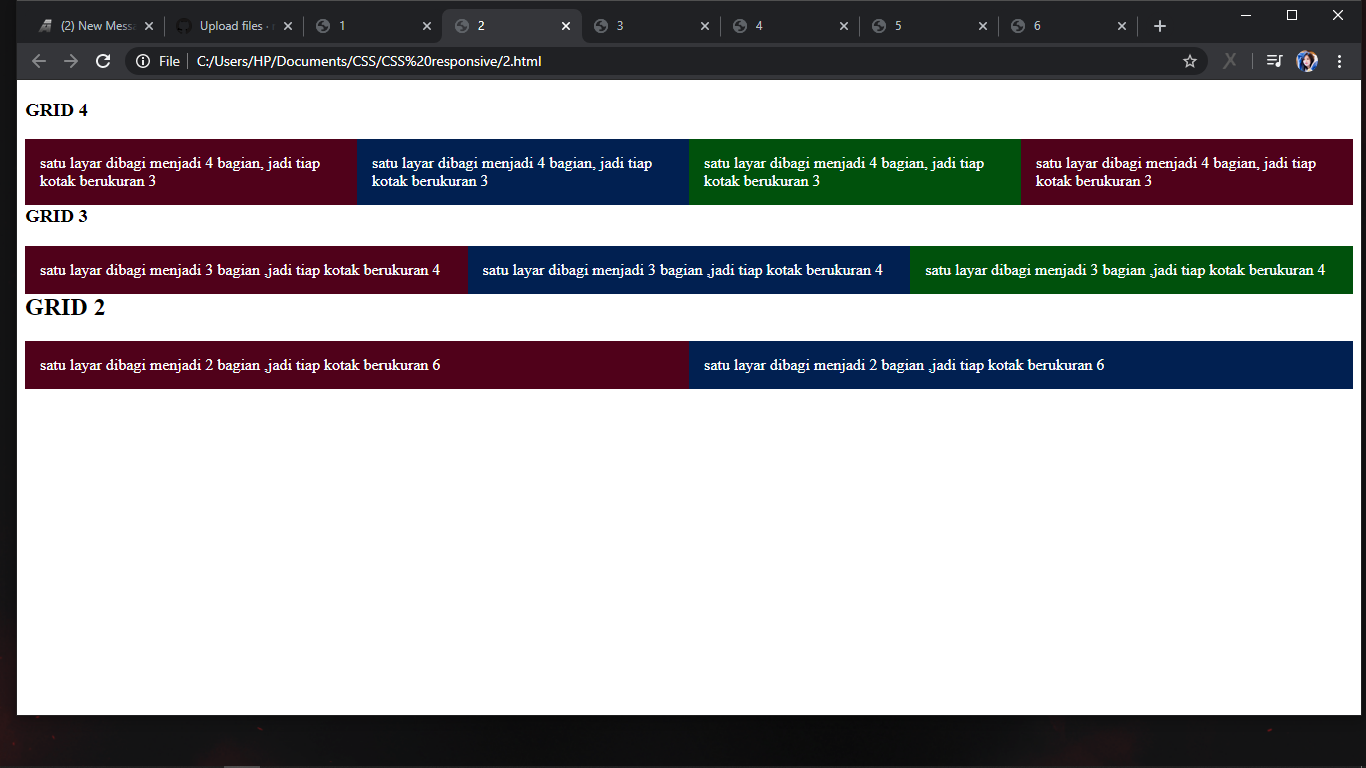 (2) New Messa
Upload files ·
1
2
3
4
5
6
File
C:/Users/HP/Documents/CSS/CSS%20responsive/2.html
GRID 4
satu layar dibagi menjadi 4 bagian, jadi tiap
kotak berukuran 3
satu layar dibagi menjadi 4 bagian, jadi tiap
kotak berukuran 3
satu layar dibagi menjadi 4 bagian, jadi tiap
kotak berukuran 3
satu layar dibagi menjadi 4 bagian, jadi tiap
kotak berukuran 3
GRID 3
satu layar dibagi menjadi 3 bagian ,jadi tiap kotak berukuran 4
satu layar dibagi menjadi 3 bagian ,jadi tiap kotak berukuran 4
satu layar dibagi menjadi 3 bagian ,jadi tiap kotak berukuran 4
GRID 2
satu layar dibagi menjadi 2 bagian ,jadi tiap kotak berukuran 6
satu layar dibagi menjadi 2 bagian ,jadi tiap kotak berukuran 6